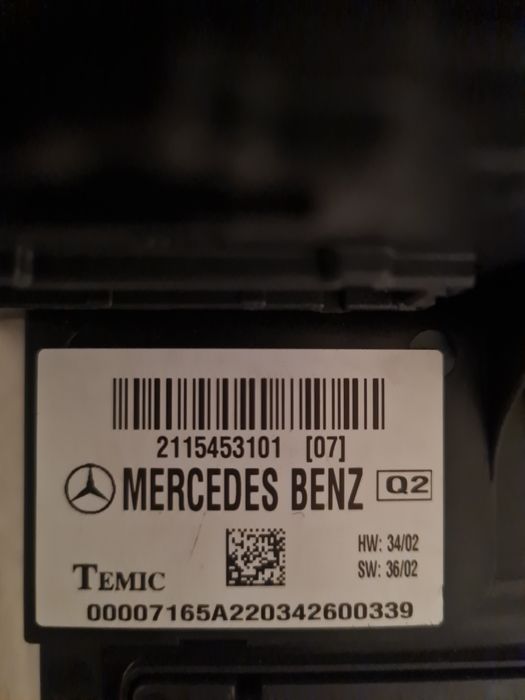 2115453101 [07]
MERCEDES BENZ Q2
HW: 34/02
SW: 36/02
TEMIC
00007165A220342600339